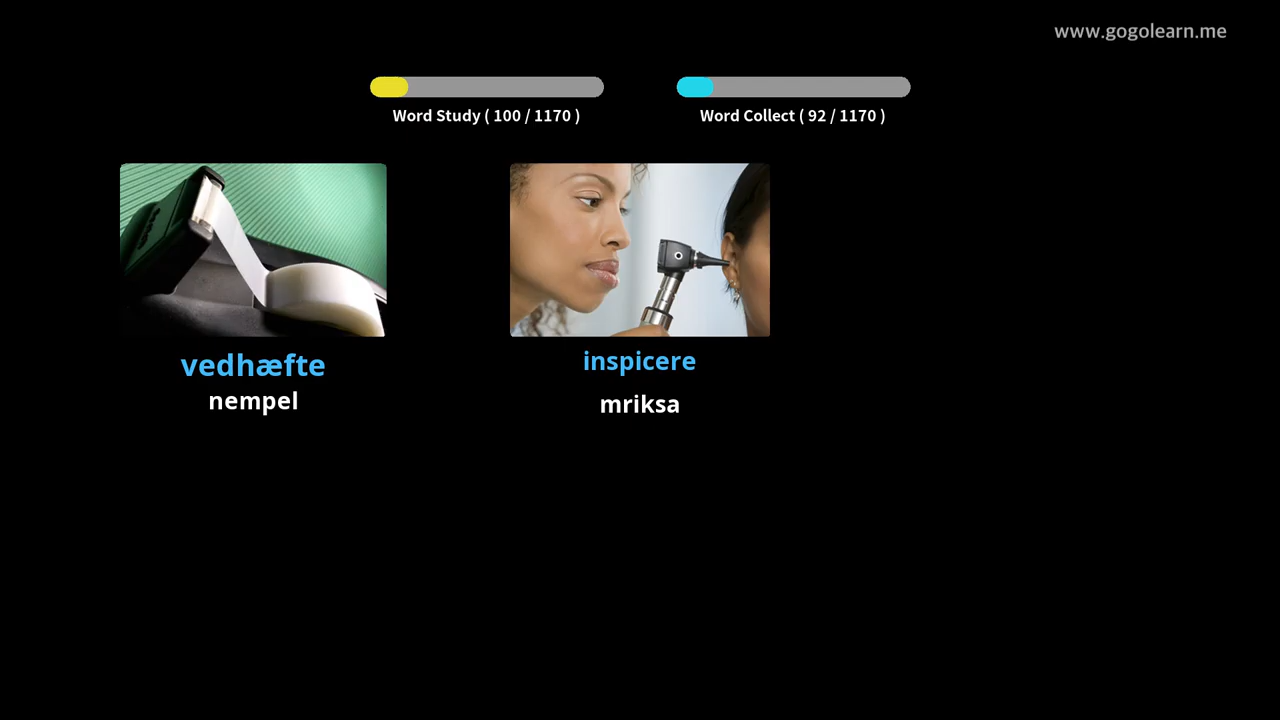 www.gogolearn.me
Word Study ( 100 / 1170 )
Word Collect ( 92 / 1170 )
vedhæfte
nempel
inspicere
mriksa